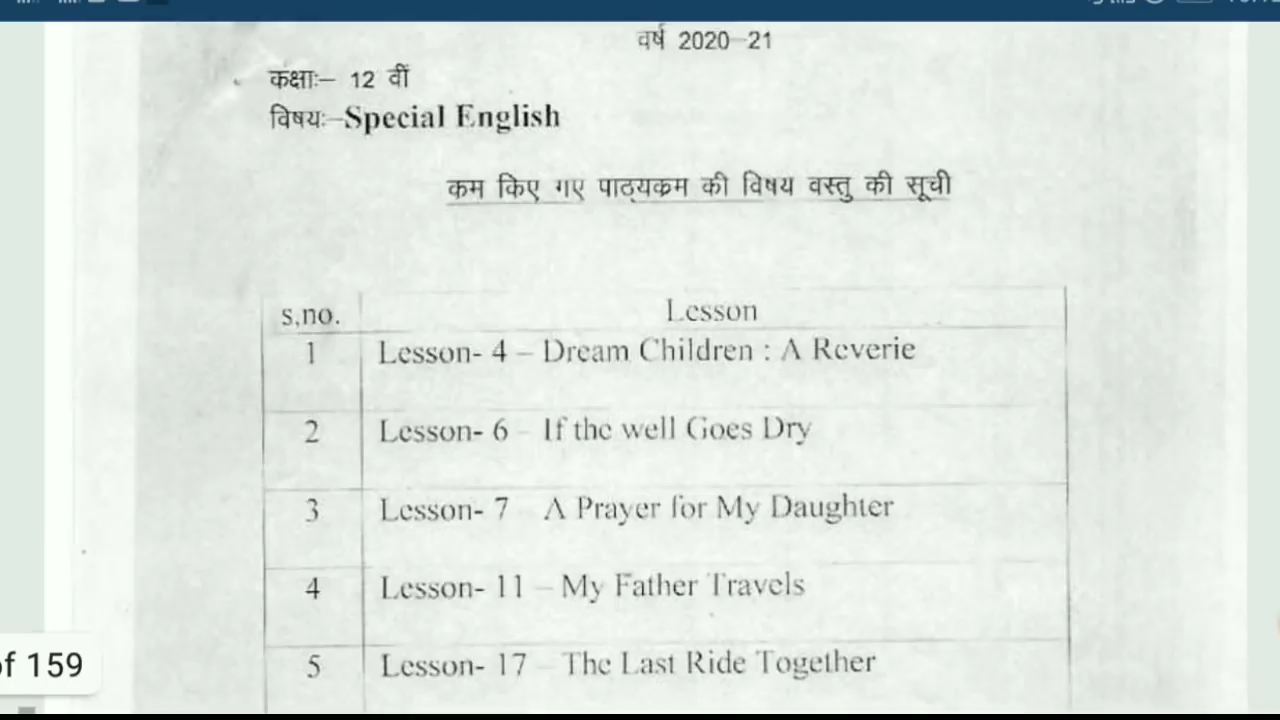 वर्ष 2020-21
कक्षाः- 12 वीं
विषयः-Special English
कम किए गए पाठ्यकम की विषय वस्तु की सूची
s.no. Lesson
1 Lesson- 4 – Dream Children : A Reverie
2 Lesson- 6 – If the well Goes Dry
3 Lesson- 7 – A Prayer for My Daughter
4 Lesson- 11 – My Father Travels
5 Lesson- 17 – The Last Ride Together
of 159